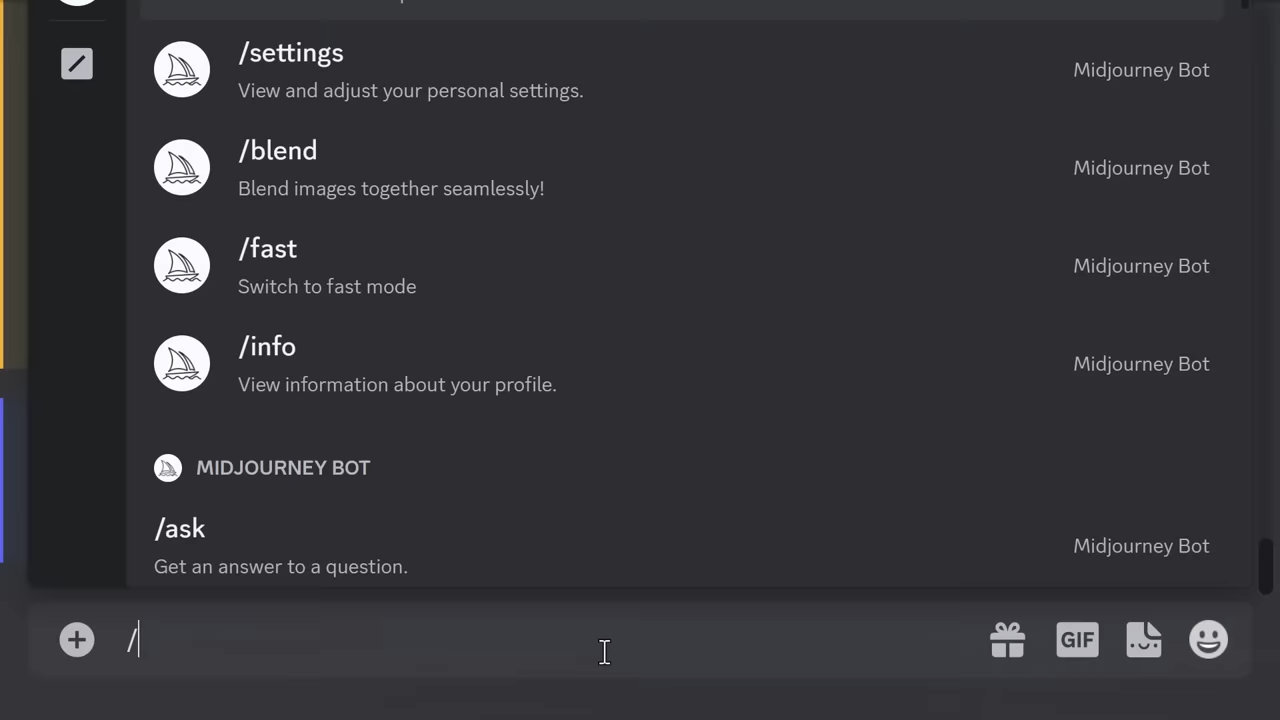 /settings
View and adjust your personal settings.
Midjourney Bot
/blend
Blend images together seamlessly!
Midjourney Bot
/fast
Switch to fast mode
Midjourney Bot
/info
View information about your profile.
Midjourney Bot
MIDJOURNEY BOT
/ask
Get an answer to a question.
Midjourney Bot
/
GIF